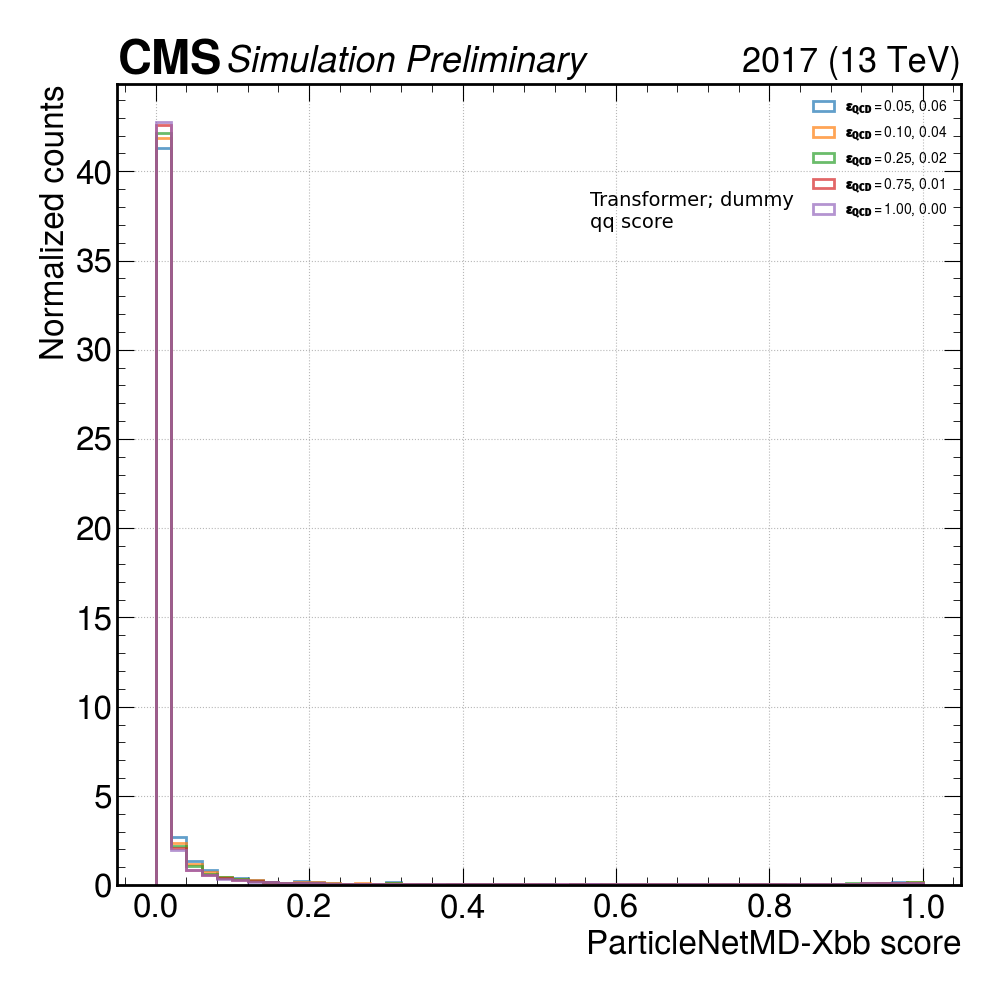 CMS Simulation Preliminary 2017 (13 TeV)
Normalized counts
εQCD = 0.05, 0.06
εQCD = 0.10, 0.04
εQCD = 0.25, 0.02
εQCD = 0.75, 0.01
εQCD = 1.00, 0.00
Transformer; dummy
qq score
40
35
30
25
20
15
10
5
0
0.0 0.2 0.4 0.6 0.8 1.0
ParticleNetMD-Xbb score